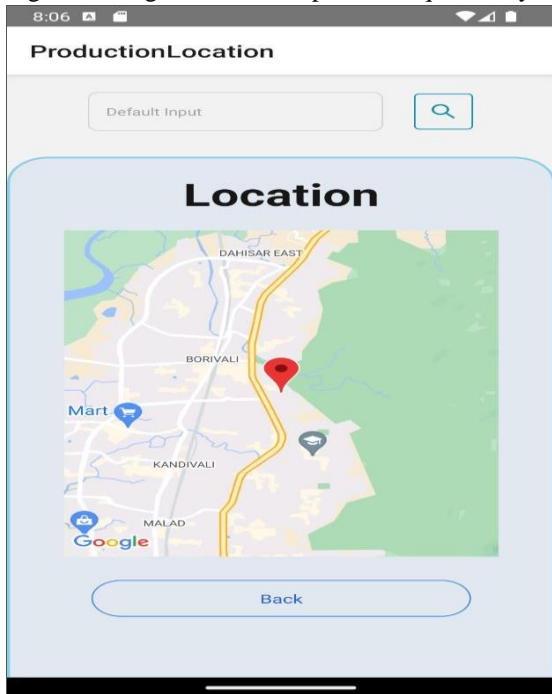 8:06
ProductionLocation
Default Input
Location
DAHISAR EAST
BORIVALI
Mart
KANDIVALI
MALAD
Google
Back